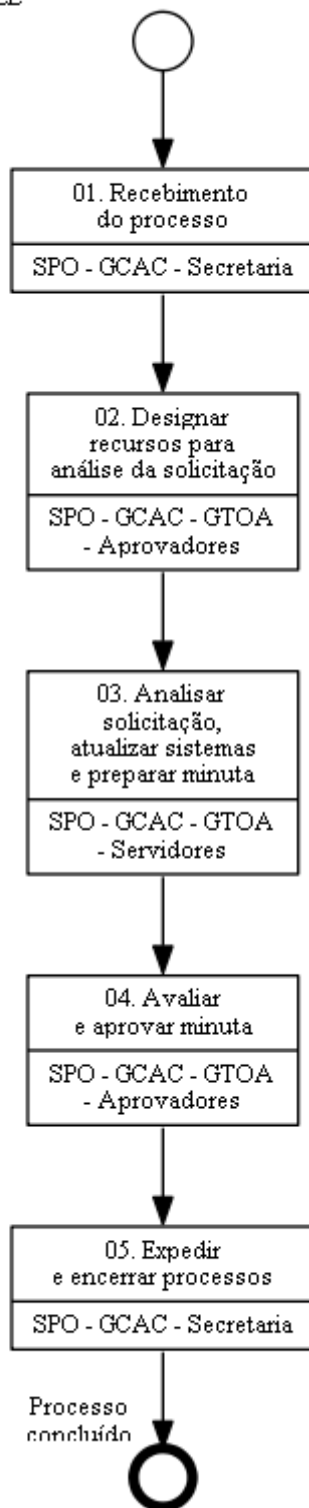 01. Recebimento
do processo
SPO - GCAC - Secretaria
02. Designar
recursos para
análise da solicitação
SPO - GCAC - GTOA
- Aprovadores
03. Analisar
solicitação,
atualizar sistemas
e preparar minuta
SPO - GCAC - GTOA
- Servidores
04. Avaliar
e aprovar minuta
SPO - GCAC - GTOA
- Aprovadores
05. Expedir
e encerrar processos
SPO - GCAC - Secretaria
Processo
concluído